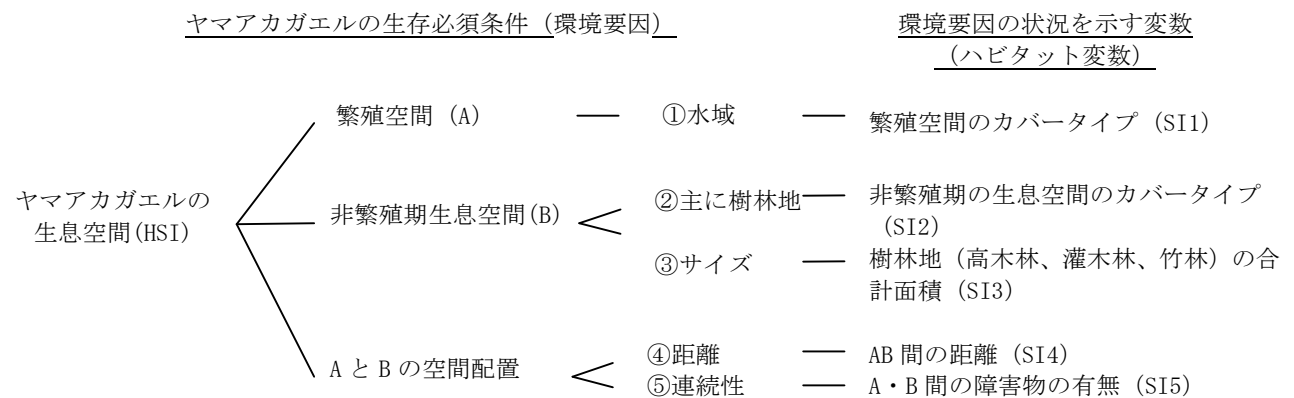 ヤマアカガエルの生存必須条件（環境要因）
環境要因の状況を示す変数
（ハビタット変数）
繁殖空間（A）
①水域
繁殖空間のカバータイプ（SI1）
ヤマアカガエルの
生息空間(HSI)
非繁殖期生息空間(B)
②主に樹林地
非繁殖期の生息空間のカバータイプ
（SI2）
③サイズ
樹林地（高木林、灌木林、竹林）の合
計面積（SI3）
AとBの空間配置
④距離
AB間の距離（SI4）
⑤連続性
A・B間の障害物の有無（SI5）